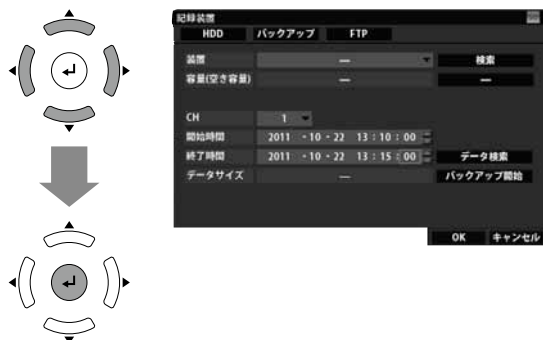 記録装置
HDD バックアップ FTP
装置 — 検索
容量(空き容量) — —
CH 1
開始時間 2011 - 10 - 22 13 : 10 : 00
終了時間 2011 - 10 - 22 13 : 15 : 00 データ検索
データサイズ — バックアップ開始
OK キャンセル